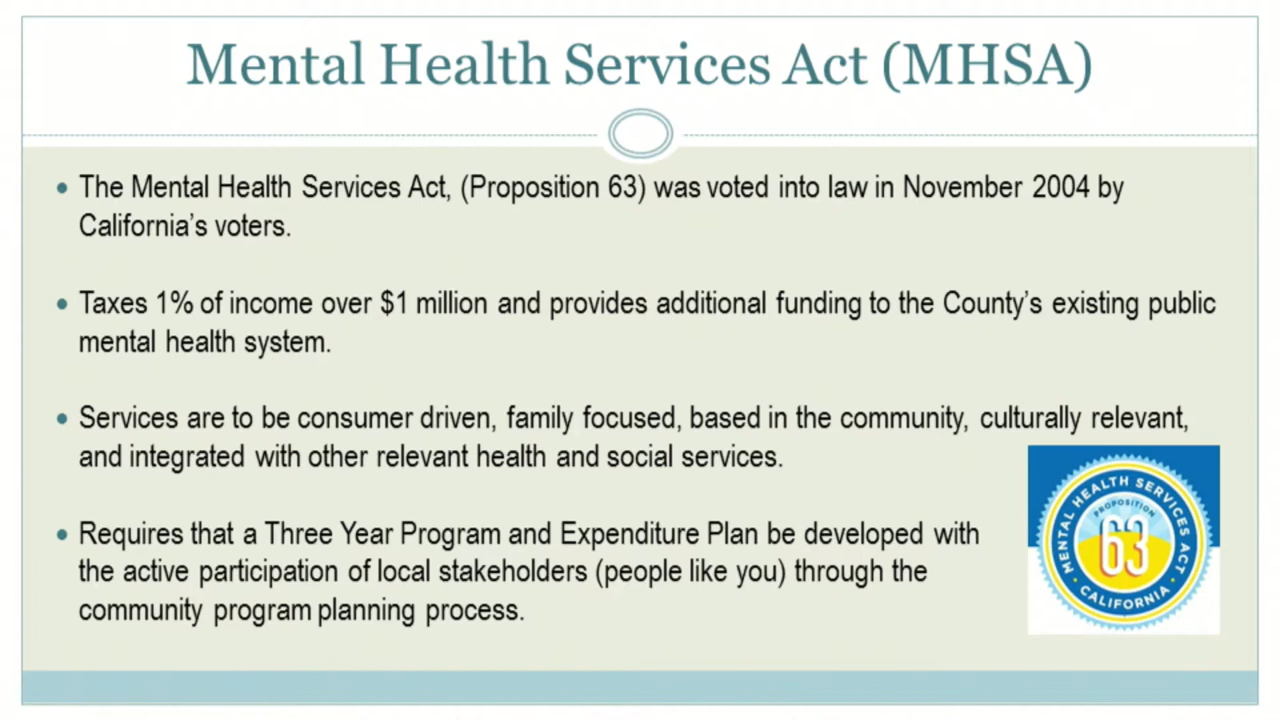 Mental Health Services Act (MHSA)
• The Mental Health Services Act, (Proposition 63) was voted into law in November 2004 by
California's voters.
• Taxes 1% of income over $1 million and provides additional funding to the County's existing public
mental health system.
• Services are to be consumer driven, family focused, based in the community, culturally relevant,
and integrated with other relevant health and social services.
• Requires that a Three Year Program and Expenditure Plan be developed with
the active participation of local stakeholders (people like you) through the
community program planning process.
MENTAL HEALTH SERVICES ACT
PROPOSITION
63
CALIFORNIA